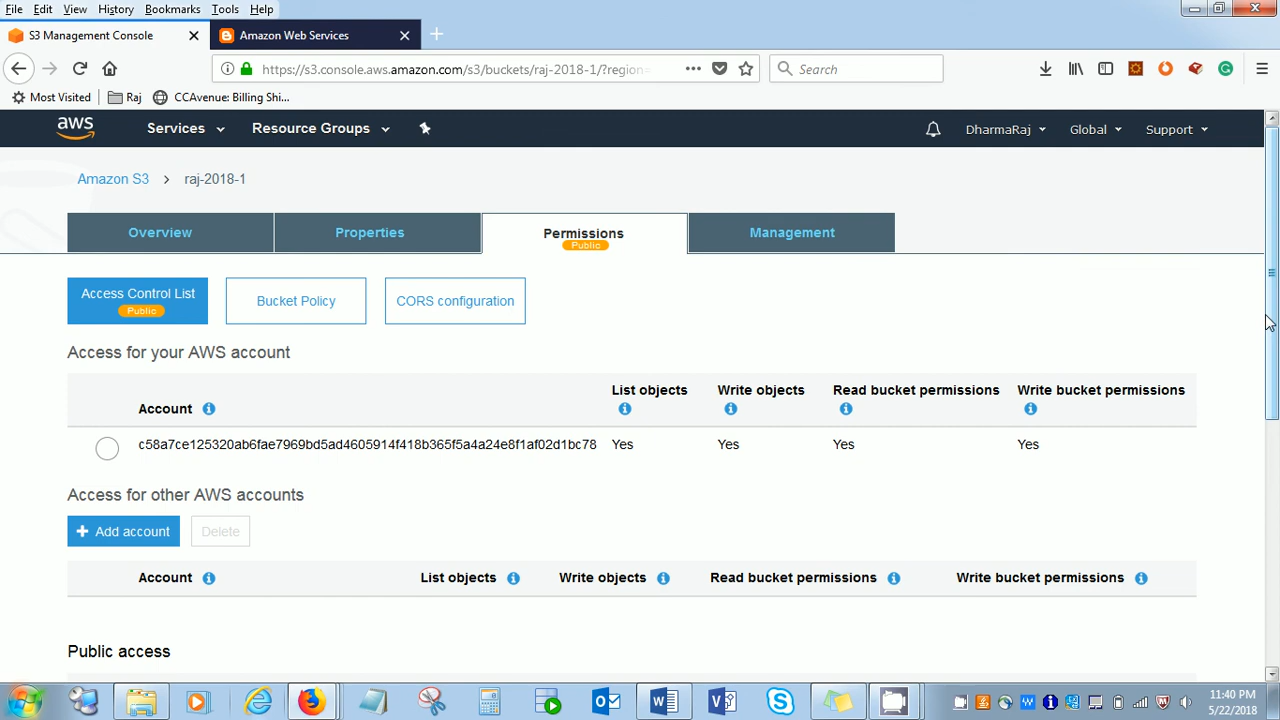 File Edit View History Bookmarks Tools Help
S3 Management Console
Amazon Web Services
https://s3.console.aws.amazon.com/s3/buckets/raj-2018-1/?region=
Search
Most Visited Raj CCAvenue: Billing Shi...
aws Services Resource Groups DharmaRaj Global Support
Amazon S3 > raj-2018-1
Overview Properties Permissions Management
Public
Access Control List Bucket Policy CORS configuration
Public
Access for your AWS account
Account List objects Write objects Read bucket permissions Write bucket permissions
c58a7ce125320ab6fae7969bd5ad4605914f418b365f5a4a24e8f1af02d1bc78 Yes Yes Yes Yes
Access for other AWS accounts
+ Add account Delete
Account List objects Write objects Read bucket permissions Write bucket permissions
Public access
11:40 PM
5/22/2018